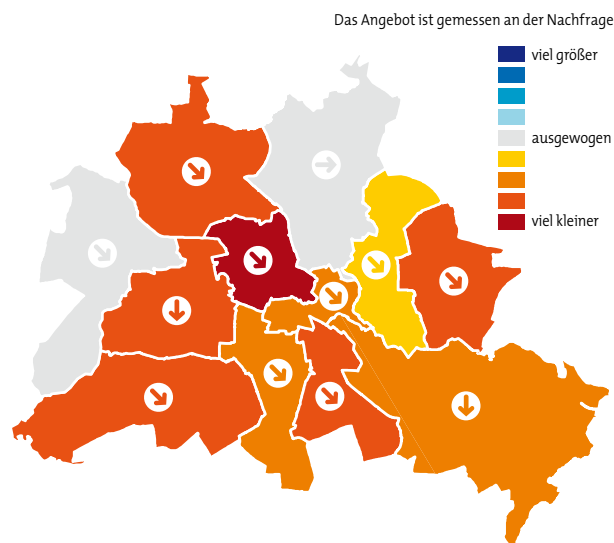 Das Angebot ist gemessen an der Nachfrage
viel größer
ausgewogen
viel kleiner